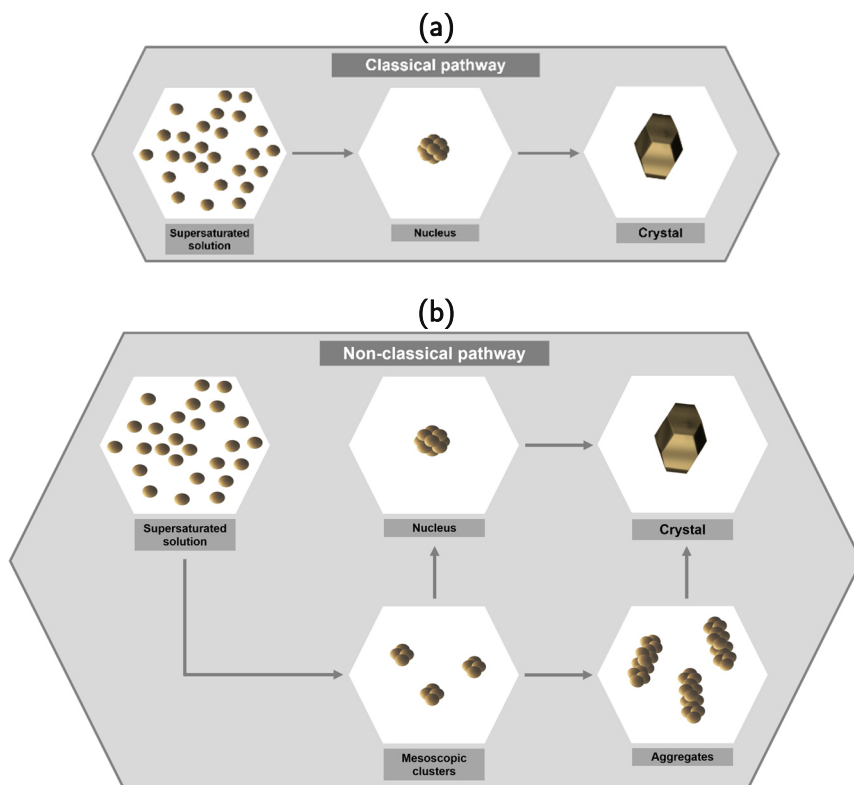 (a)
Classical pathway
Supersaturated
solution
Nucleus
Crystal
(b)
Non-classical pathway
Supersaturated
solution
Nucleus
Crystal
Mesoscopic
clusters
Aggregates